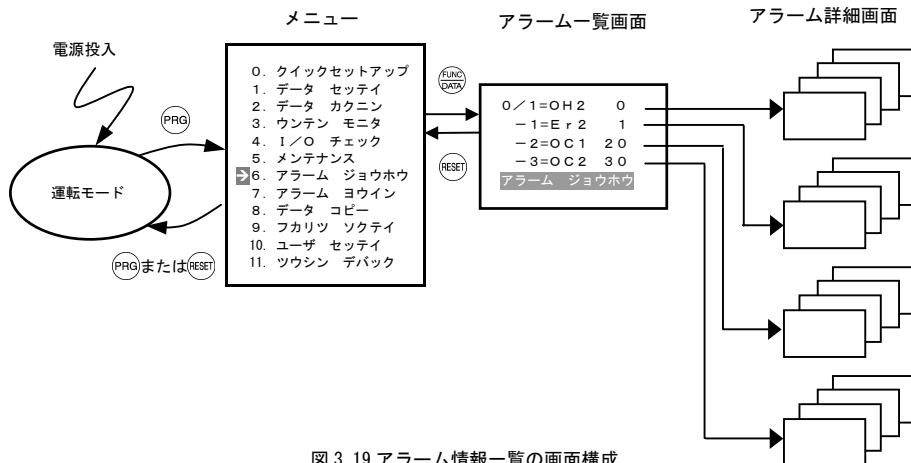 メニュー
アラーム一覧画面
アラーム詳細画面
電源投入
PRG
運転モード
PRGまたはRESET
0. クイックセットアップ
1. データ セッテイ
2. データ カクニン
3. ウンテン モニタ
4. I/O チェック
5. メンテナンス
→6. アラーム ジョウホウ
7. アラーム ヨウイン
8. データ コピー
9. フカリツ ソクテイ
10. ユーザ セッテイ
11. ツウシン デバック
FUNC
DATA
RESET
0/1=OH2 0
-1=Er2 1
-2=OC1 20
-3=OC2 30
アラーム ジョウホウ
図 3.19 アラーム情報一覧の画面構成